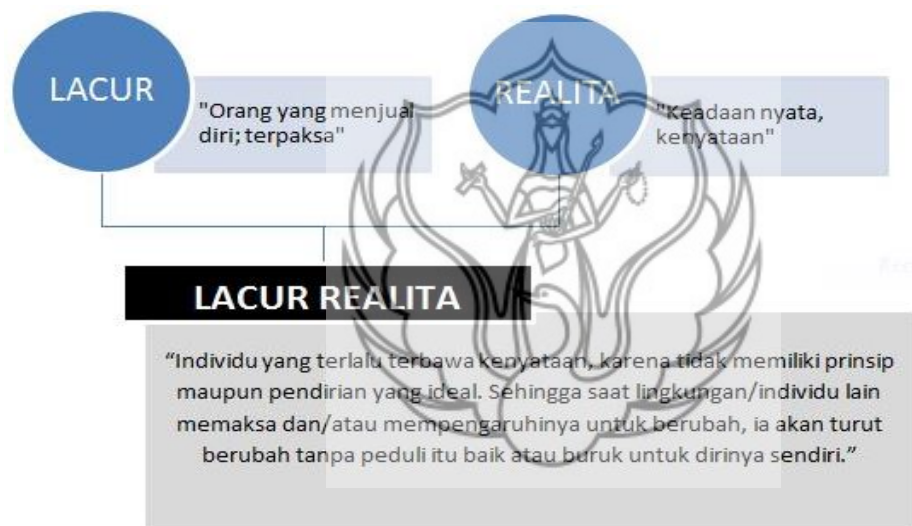 LACUR
"Orang yang menjual
diri; terpaksa"
REALITA
"Keadaan nyata,
kenyataan"
LACUR REALITA
“Individu yang terlalu terbawa kenyataan, karena tidak memiliki prinsip
maupun pendirian yang ideal. Sehingga saat lingkungan/individu lain
memaksa dan/atau mempengaruhinya untuk berubah, ia akan turut
berubah tanpa peduli itu baik atau buruk untuk dirinya sendiri.”